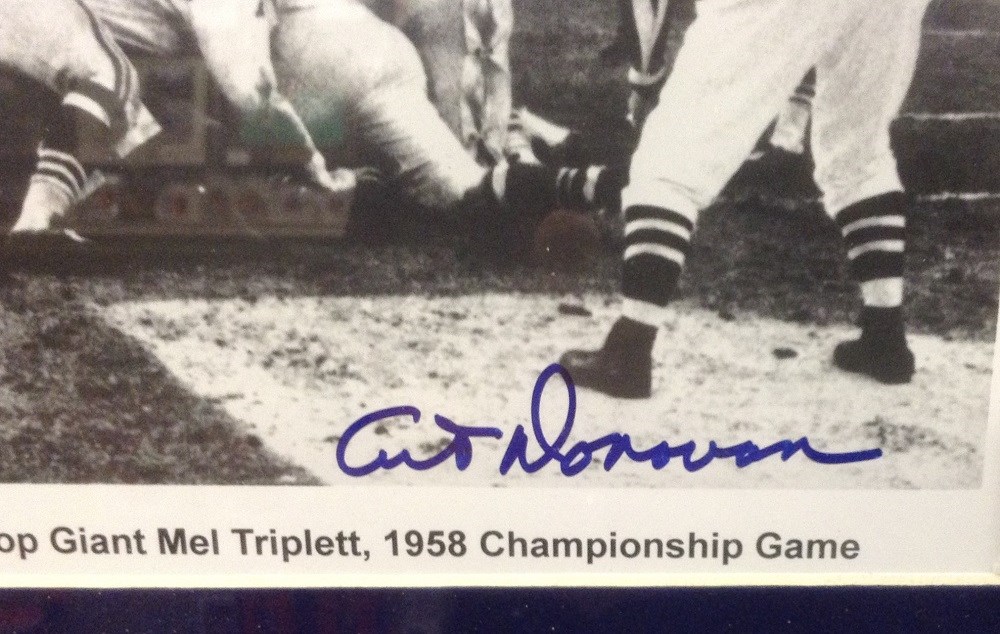 Art Donovan
op Giant Mel Triplett, 1958 Championship Game